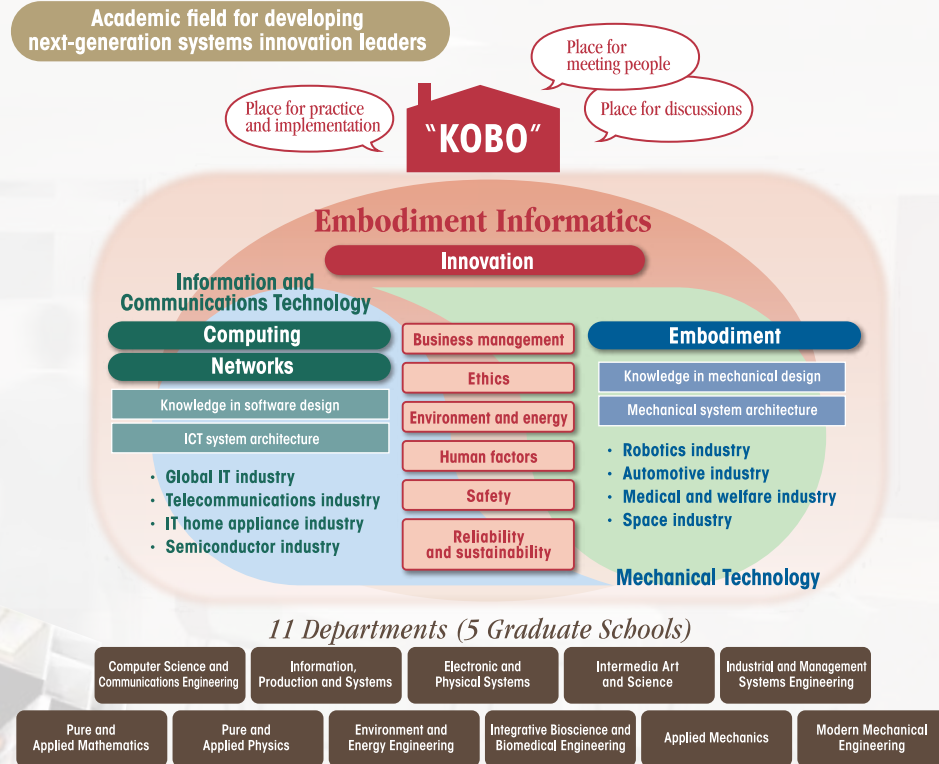 Academic field for developing
next-generation systems innovation leaders
Place for
meeting people
Place for practice
and implementation
Place for discussions
"KOBO"
Embodiment Informatics
Innovation
Information and
Communications Technology
Computing
Networks
Knowledge in software design
ICT system architecture
• Global IT industry
• Telecommunications industry
• IT home appliance industry
• Semiconductor industry
Business management
Ethics
Environment and energy
Human factors
Safety
Reliability
and sustainability
Embodiment
Knowledge in mechanical design
Mechanical system architecture
• Robotics industry
• Automotive industry
• Medical and welfare industry
• Space industry
Mechanical Technology
11 Departments (5 Graduate Schools)
Computer Science and
Communications Engineering
Information,
Production and Systems
Electronic and
Physical Systems
Intermedia Art
and Science
Industrial and Management
Systems Engineering
Pure and
Applied Mathematics
Pure and
Applied Physics
Environment and
Energy Engineering
Integrative Bioscience and
Biomedical Engineering
Applied Mechanics
Modern Mechanical
Engineering